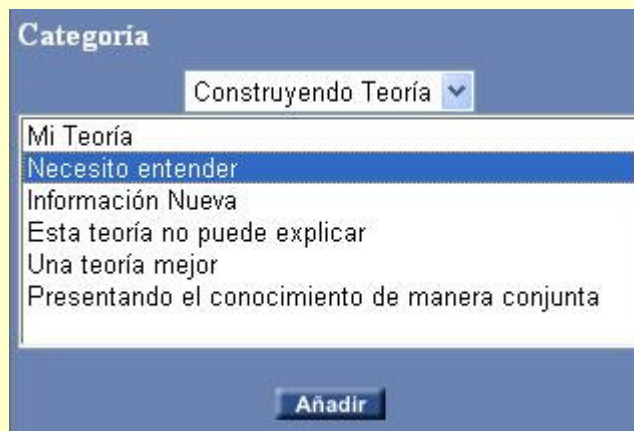 Categoría
Construyendo Teoría
Mi Teoría
Necesito entender
Información Nueva
Esta teoría no puede explicar
Una teoría mejor
Presentando el conocimiento de manera conjunta
Añadir